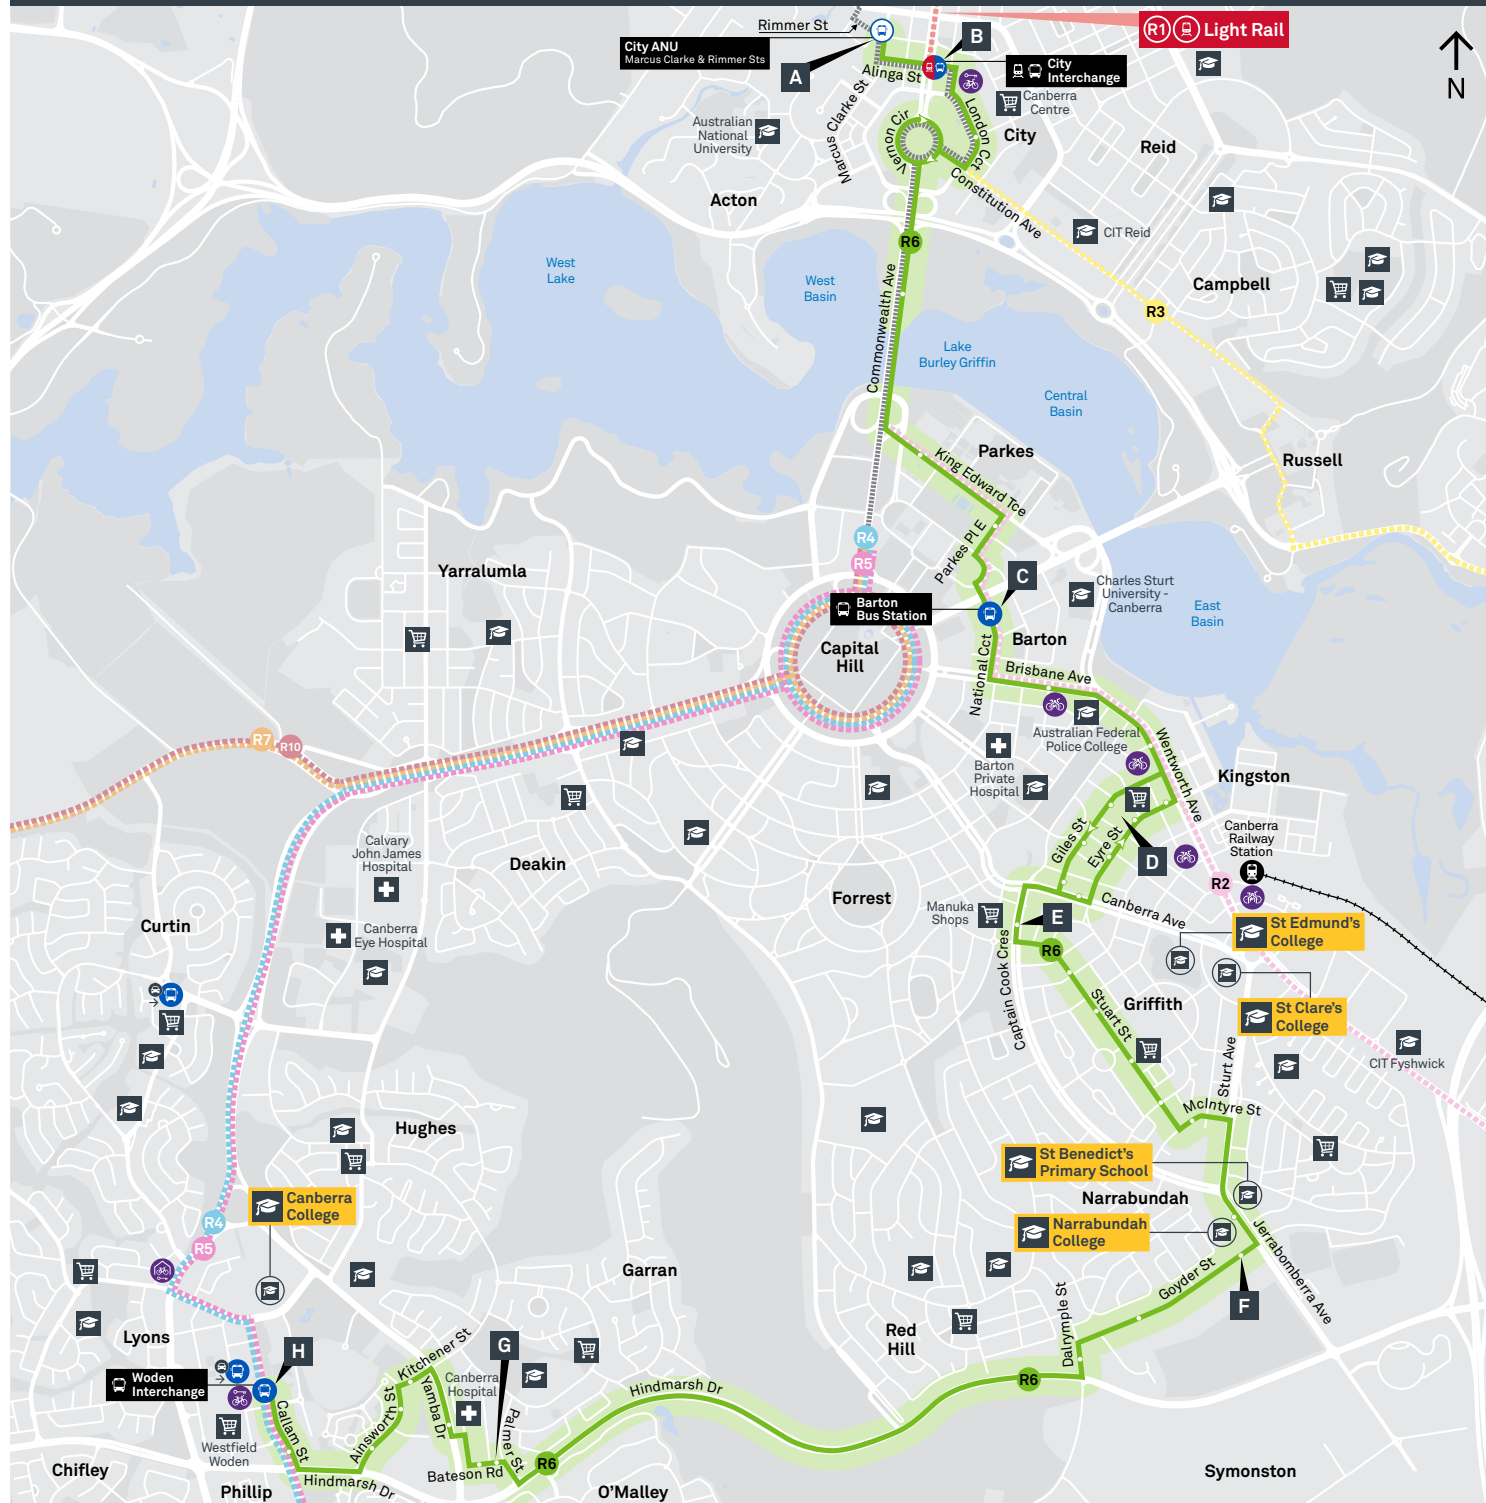 Rimmer St
City ANU
Marcus Clarke & Rimmer Sts
A
B
R1 Light Rail
City
Interchange
N
Alinga St
Marcus Clarke St
Canberra
Centre
London Cct
Vernon Cir
City
Reid
Australian
National
University
Acton
Constitution Ave
CIT Reid
R6
Campbell
West
Lake
West
Basin
Commonwealth Ave
R3
Lake
Burley Griffin
Central
Basin
Parkes
King Edward Tce
Russell
R4
R5
Parkes Pl E
Yarralumla
C
Barton
Bus Station
Charles Sturt
University -
Canberra
East
Basin
Capital
Hill
Barton
National Cct
Brisbane Ave
Australian Federal
Police College
Wentworth Ave
R7
R10
Barton
Private
Hospital
Kingston
Canberra
Railway
Station
Giles St
Eyre St
D
R2
Calvary
John James
Hospital
Deakin
Forrest
Manuka
Shops
E
Canberra Ave
St Edmund's
College
Curtin
Canberra
Eye Hospital
Captain Cook Cres
R6
Stuart St
Griffith
St Clare's
College
Sturt Ave
CIT Fyshwick
McIntyre St
Hughes
St Benedict's
Primary School
Canberra
College
Narrabundah
Narrabundah
College
R4
R5
Jerrabomberra Ave
Goyder St
F
Garran
Dalrymple St
Lyons
Red
Hill
H
G
Kitchener St
Woden
Interchange
Canberra
Hospital
R6
Hindmarsh Dr
Yamba Dr
Ainsworth St
Callam St
Palmer St
Westfield
Woden
Bateson Rd
R6
Chifley
Hindmarsh Dr
Phillip
O'Malley
Symonston